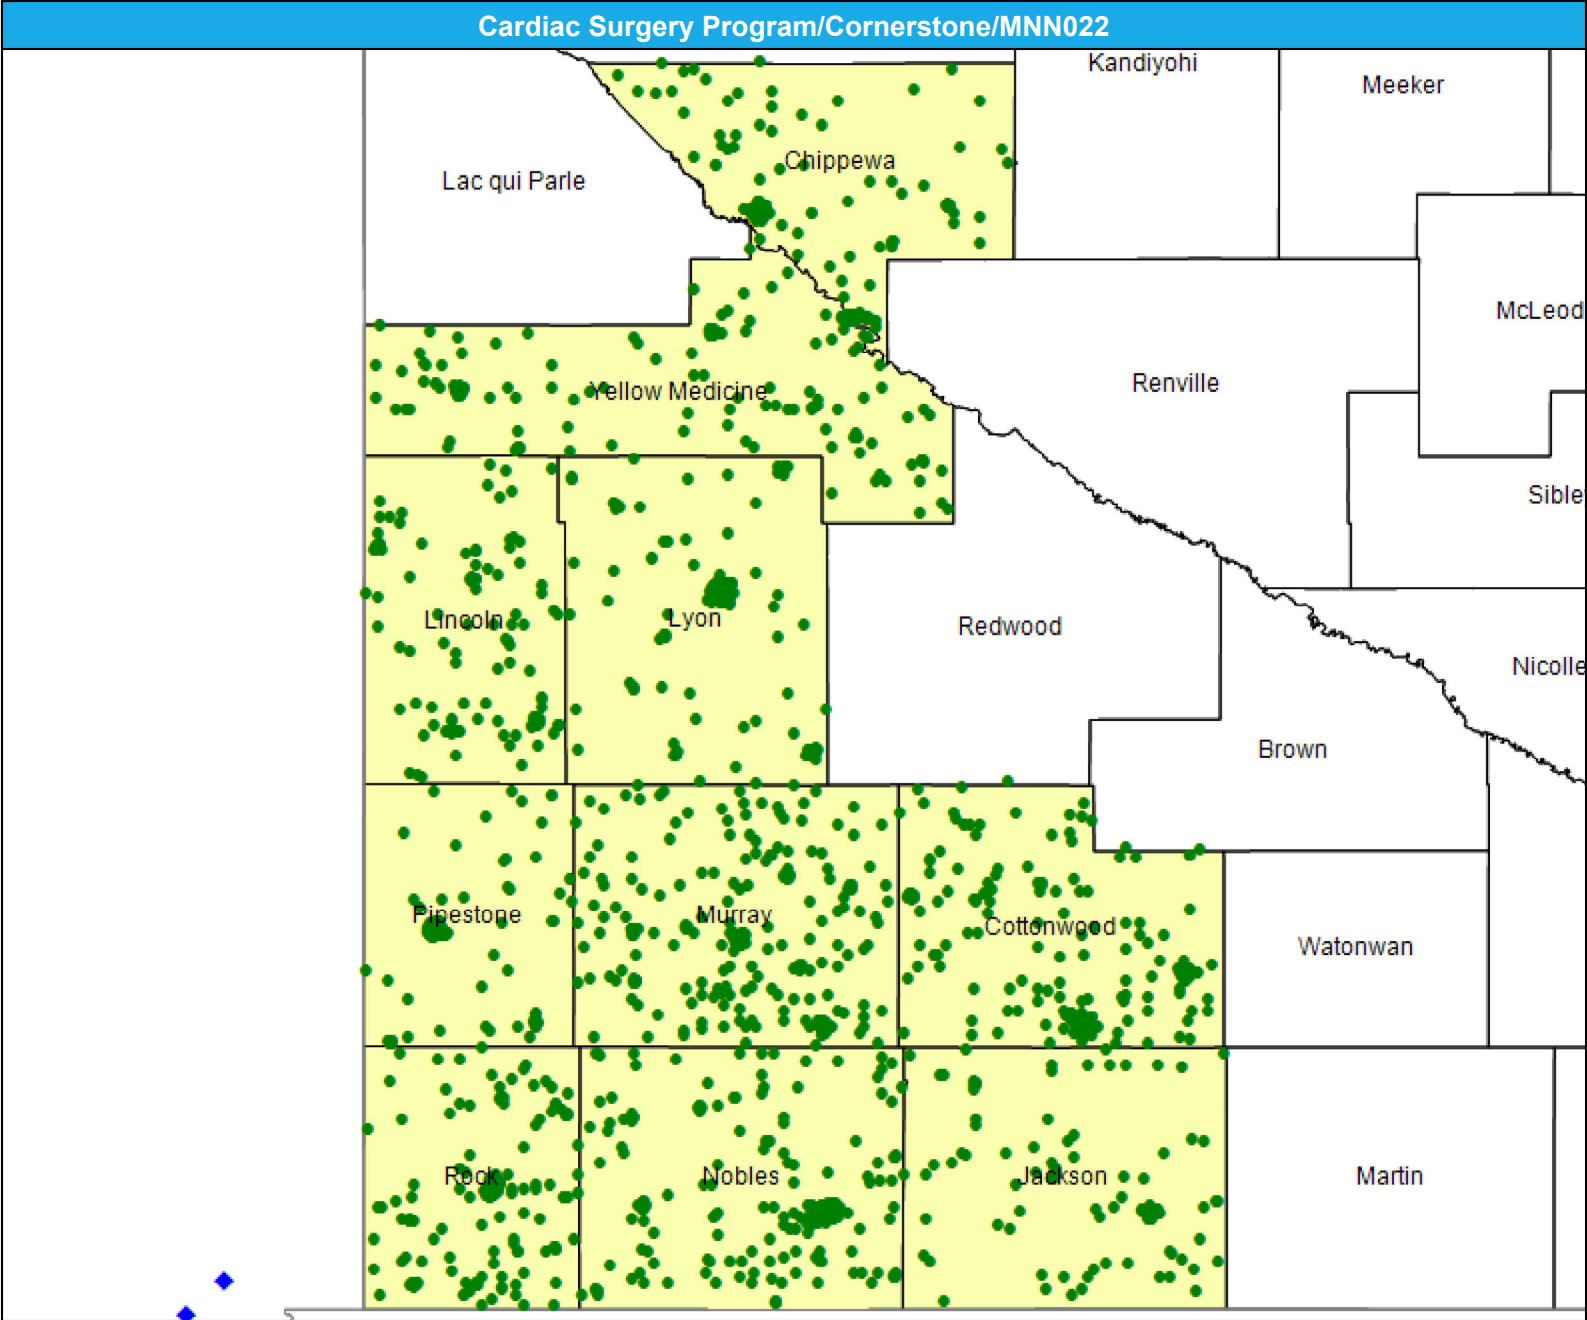 Cardiac Surgery Program/Cornerstone/MNN022
Kandiyohi
Meeker
Chippewa
Lac qui Parle
McLeod
Renville
Yellow Medicine
Sible
Lincoln
Lyon
Redwood
Nicolle
Brown
Pipestone
Murray
Cottonwood
Watonwan
Rock
Nobles
Jackson
Martin